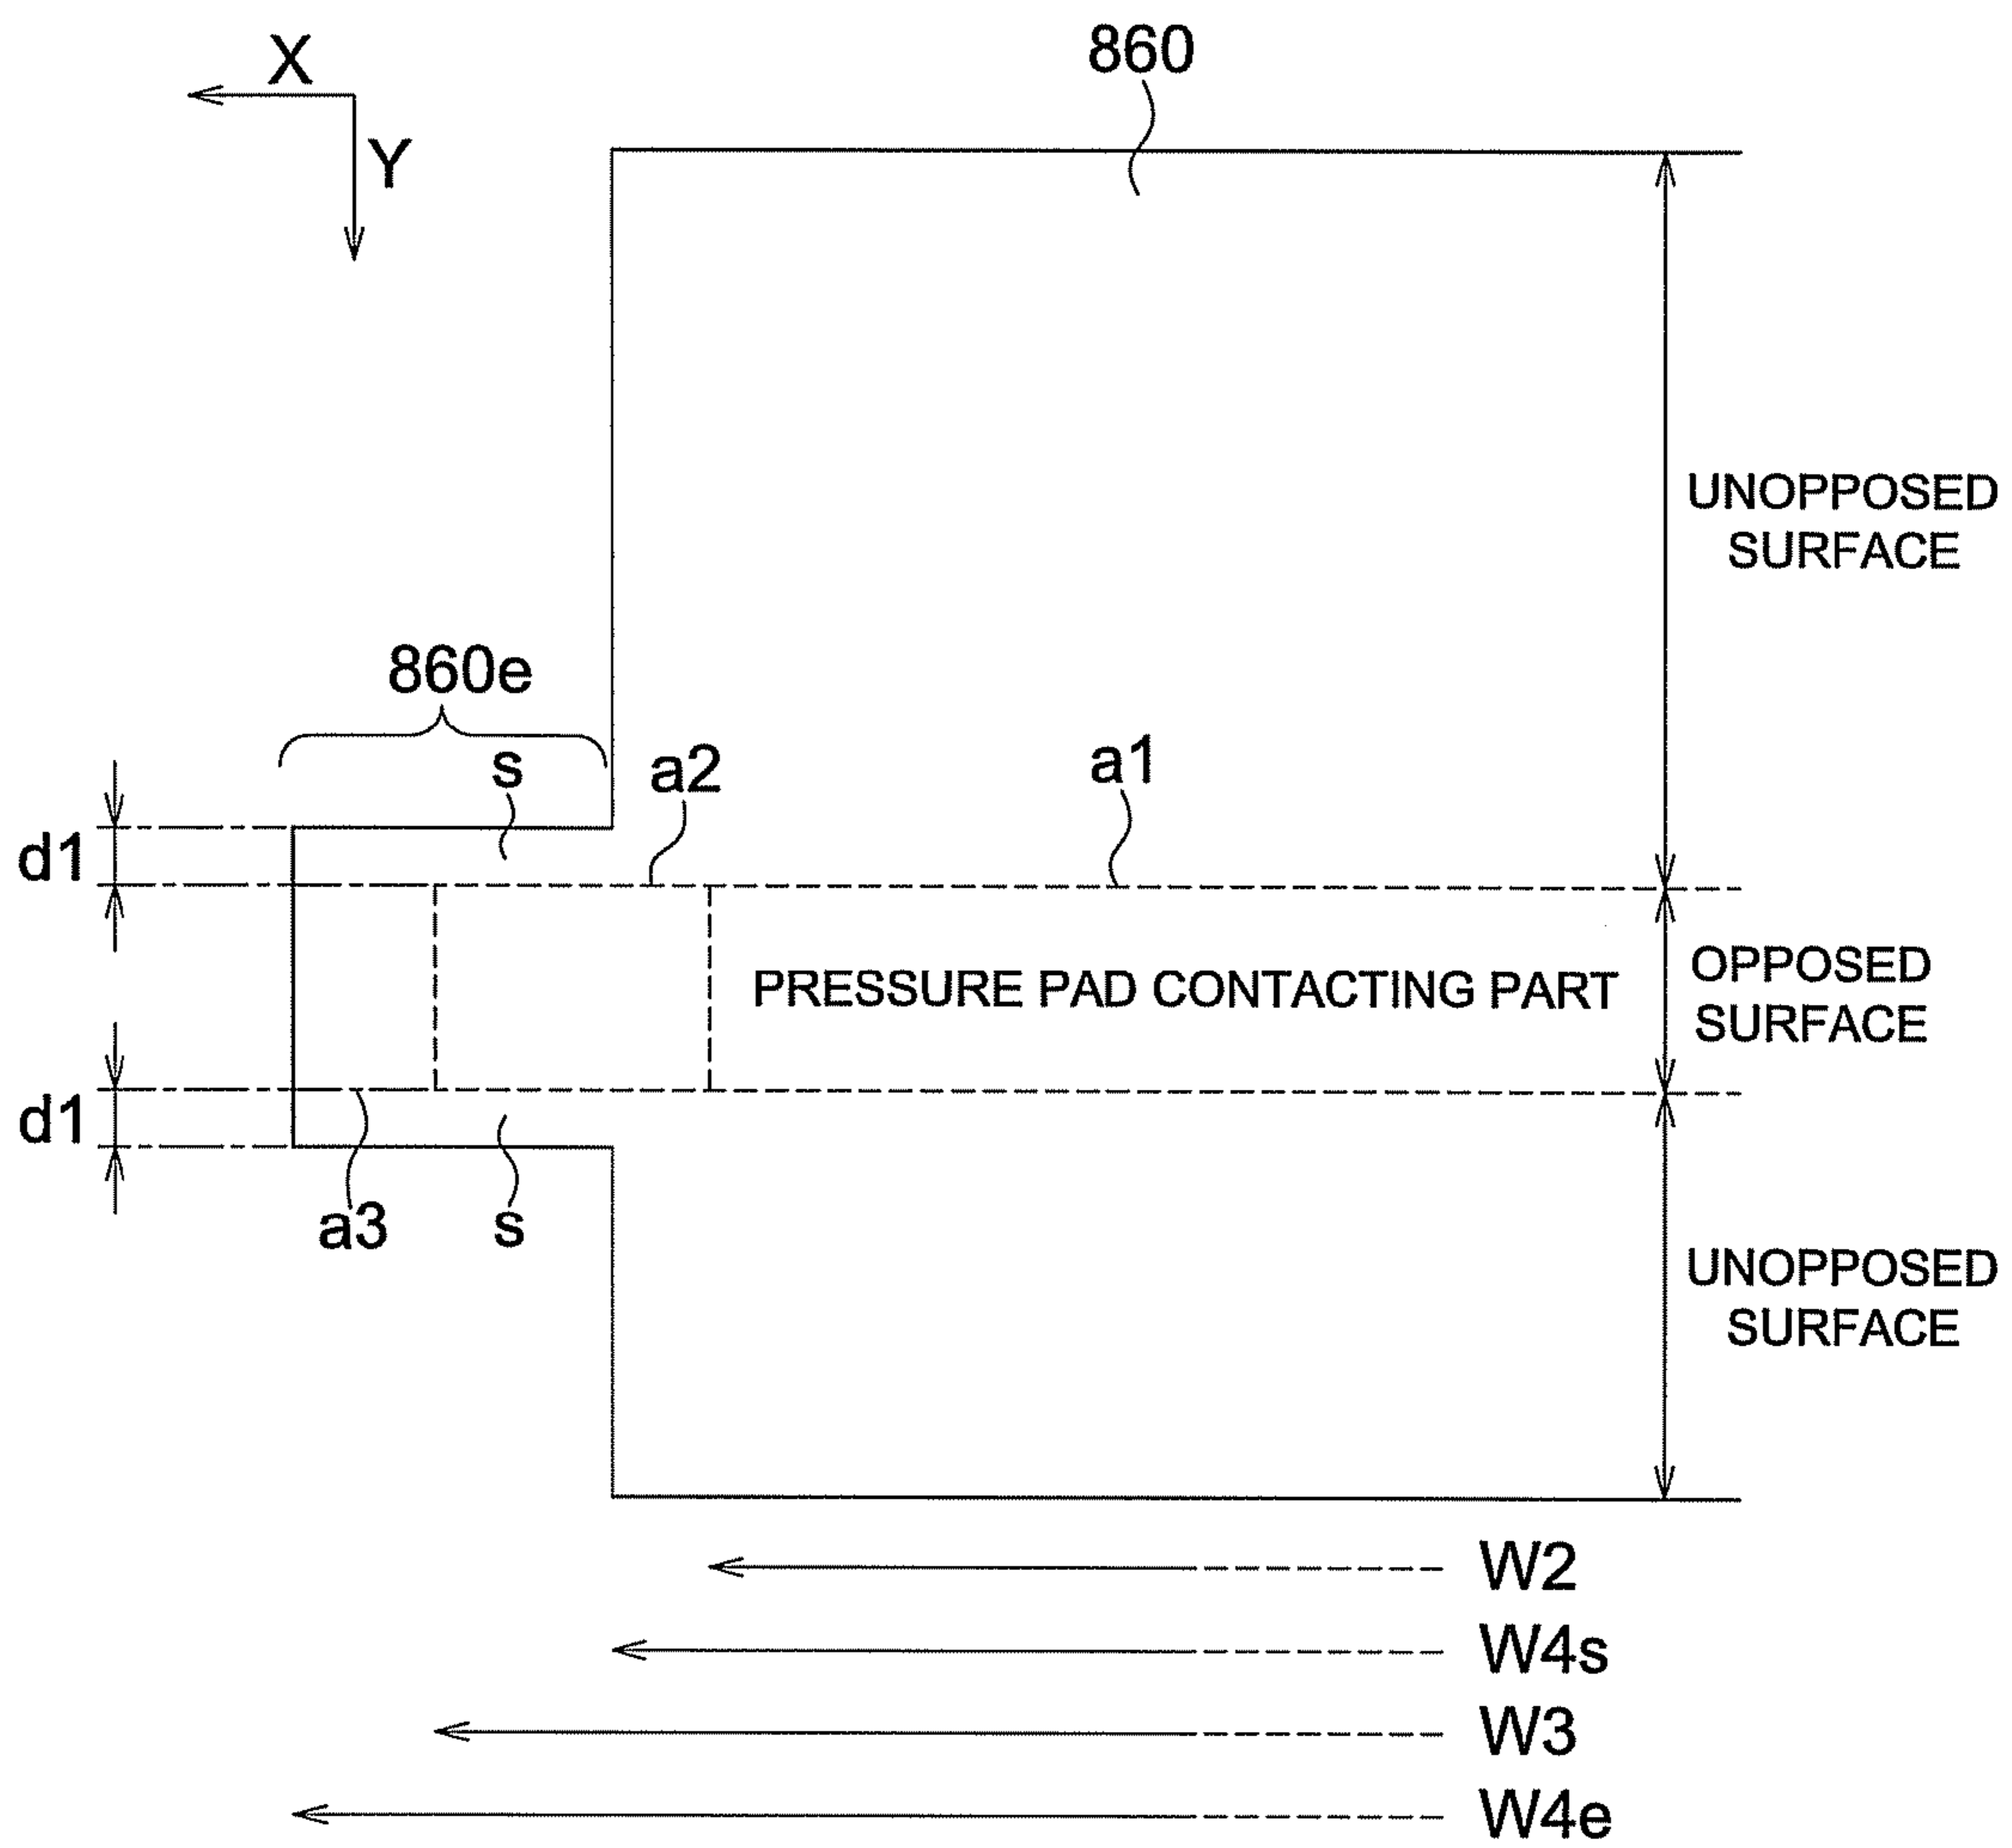 860
X
Y
UNOPPOSED
SURFACE
860e
s
a2
a1
d1
PRESSURE PAD CONTACTING PART
OPPOSED
SURFACE
d1
a3
s
UNOPPOSED
SURFACE
W2
W4s
W3
W4e